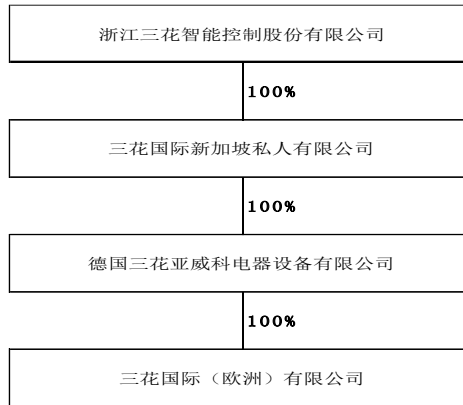 浙江三花智能控制股份有限公司
100%
三花国际新加坡私人有限公司
100%
德国三花亚威科电器设备有限公司
100%
三花国际（欧洲）有限公司